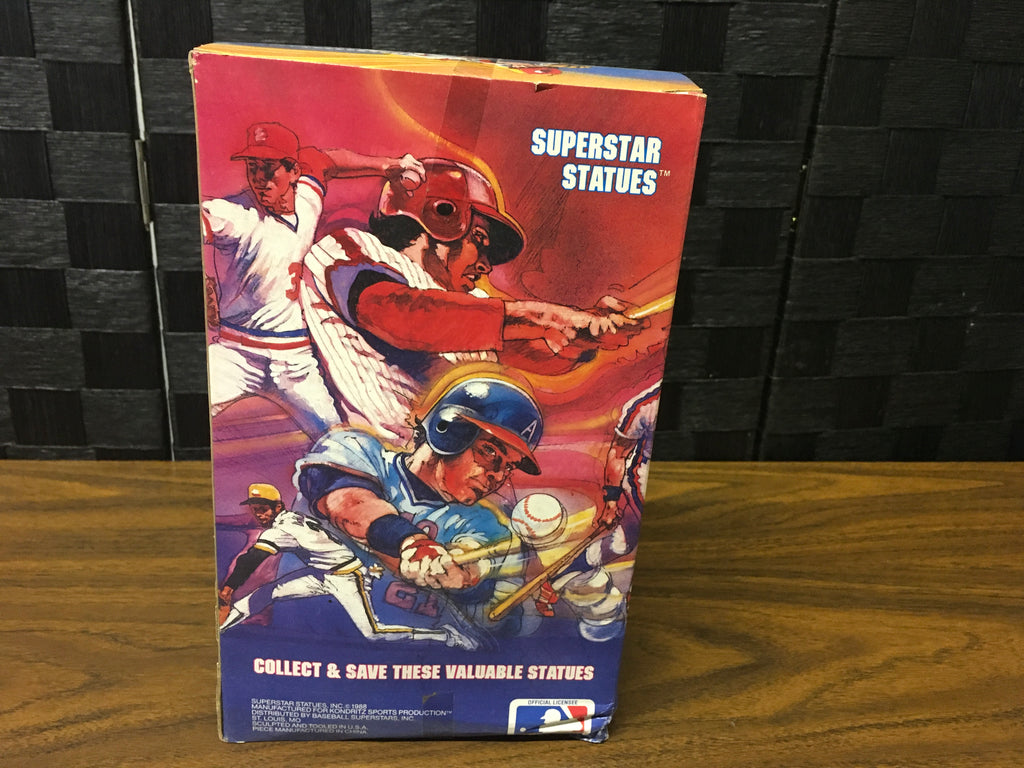 SUPERSTAR
STATUES™
A
COLLECT & SAVE THESE VALUABLE STATUES
SUPERSTAR STATUES, INC. © 1988
MANUFACTURED FOR KONDRITZ SPORTS PRODUCTION™
DISTRIBUTED BY BASEBALL SUPERSTARS, INC.
ST. LOUIS, MO
SCULPTED AND TOOLED IN U.S.A.
PIECE MANUFACTURED IN CHINA
OFFICIAL LICENSEE